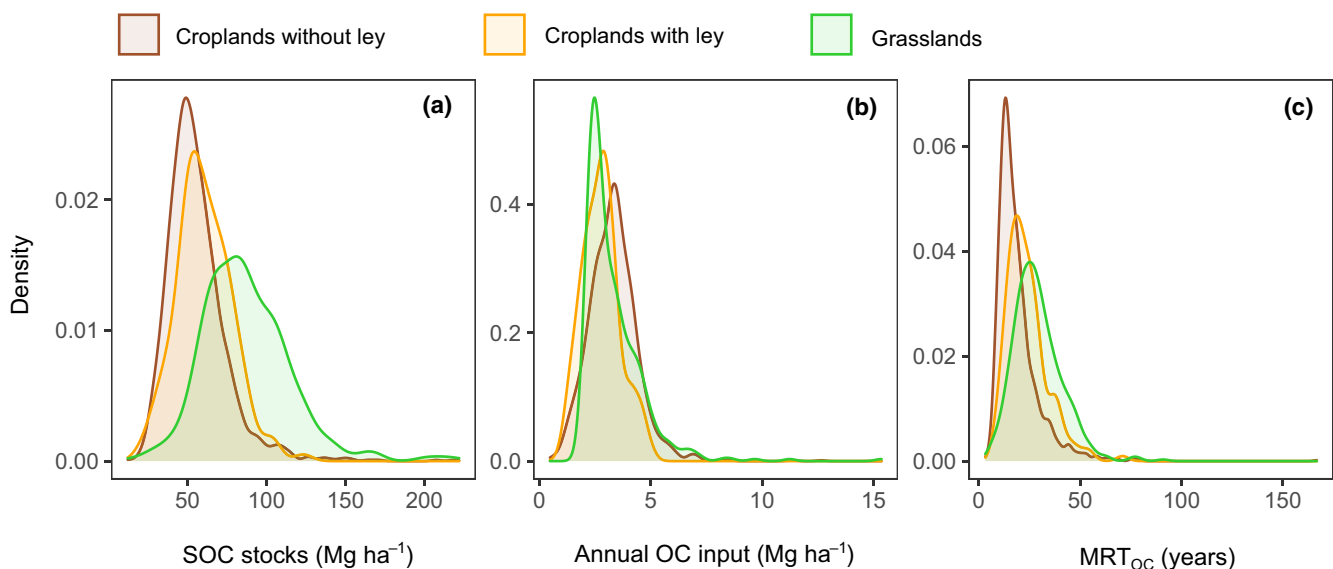 Croplands without ley Croplands with ley Grasslands
(a) (b) (c)
Density
0.02
0.01
0.00
0.4
0.2
0.0
0.06
0.04
0.02
0.00
50 100 150 200
0 5 10 15
0 50 100 150
SOC stocks (Mg ha⁻¹) Annual OC input (Mg ha⁻¹) MRT_OC (years)